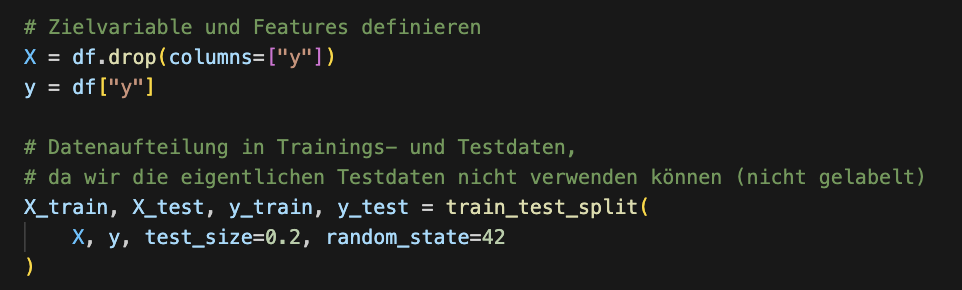 # Zielvariable und Features definieren
X = df.drop(columns=["y"])
y = df["y"]
# Datenaufteilung in Trainings- und Testdaten,
# da wir die eigentlichen Testdaten nicht verwenden können (nicht gelabelt)
X_train, X_test, y_train, y_test = train_test_split(
    X, y, test_size=0.2, random_state=42
)